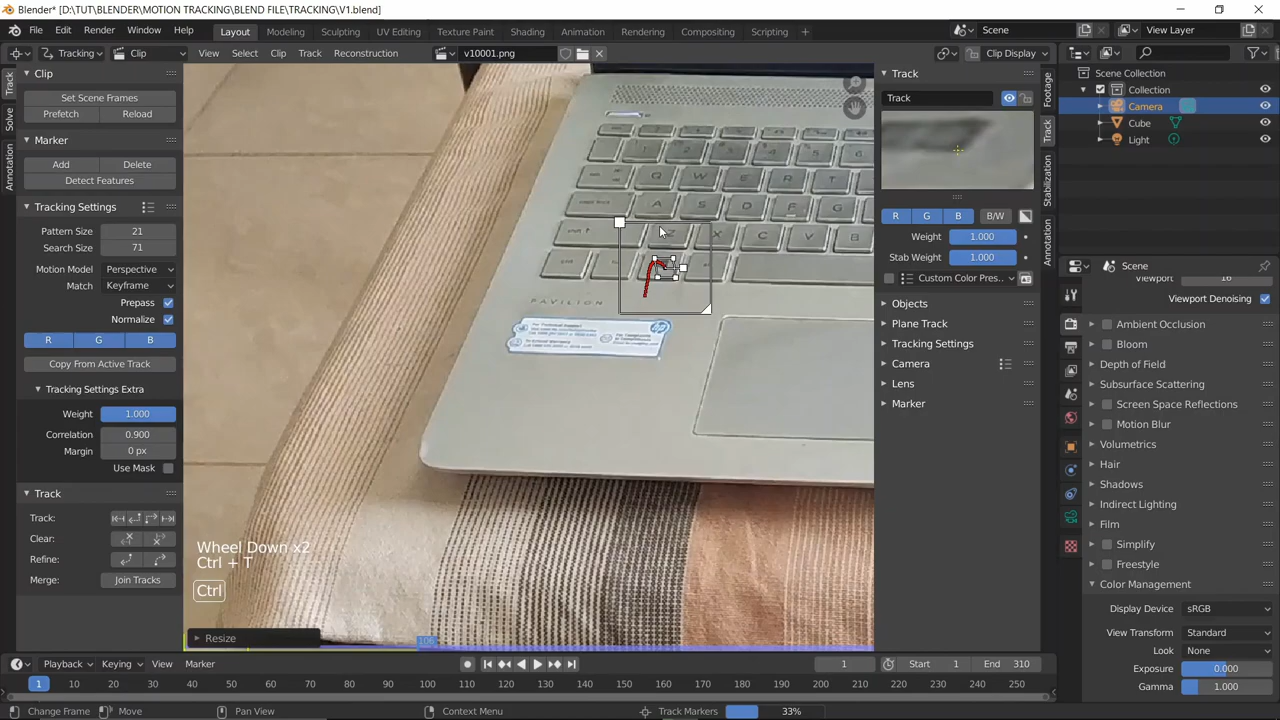 Blender* [D:\TUT\BLENDER\MOTION TRACKING\BLEND FILE\TRACKING\V1.blend]
File Edit Render Window Help Layout Modeling Sculpting UV Editing Texture Paint Shading Animation Rendering Compositing Scripting + Scene View Layer
Tracking Clip View Select Clip Track Reconstruction v10001.png Clip Display
Track
Solve
Annotation
Clip
Set Scene Frames
Prefetch Reload
Marker
Add Delete
Detect Features
Tracking Settings
Pattern Size 21
Search Size 71
Motion Model Perspective
Match Keyframe
Prepass
Normalize
R G B
Copy From Active Track
Tracking Settings Extra
Weight 1.000
Correlation 0.900
Margin 0 px
Use Mask
Track
Track:
Clear:
Refine:
Merge: Join Tracks
Q W E R T
A S D F G
Z X C V B
PAVILION
hp
Wheel Down x2
Ctrl + T
Ctrl
Resize
106
Track
Track
R G B B/W
Weight 1.000
Stab Weight 1.000
Custom Color Pres..
Objects
Plane Track
Tracking Settings
Camera
Lens
Marker
Footage
Track
Stabilization
Annotation
Scene Collection
Collection
Camera
Cube
Light
Scene
Viewport 16
Viewport Denoising
Ambient Occlusion
Bloom
Depth of Field
Subsurface Scattering
Screen Space Reflections
Motion Blur
Volumetrics
Hair
Shadows
Indirect Lighting
Film
Simplify
Freestyle
Color Management
Display Device sRGB
View Transform Standard
Look None
Exposure 0.000
Gamma 1.000
Playback Keying View Marker 1 Start 1 End 310
1 10 20 30 40 50 60 70 80 90 100 110 120 130 140 150 160 170 180 190 200 210 220 230 240 250
Change Frame Move Pan View Context Menu Track Markers 33%